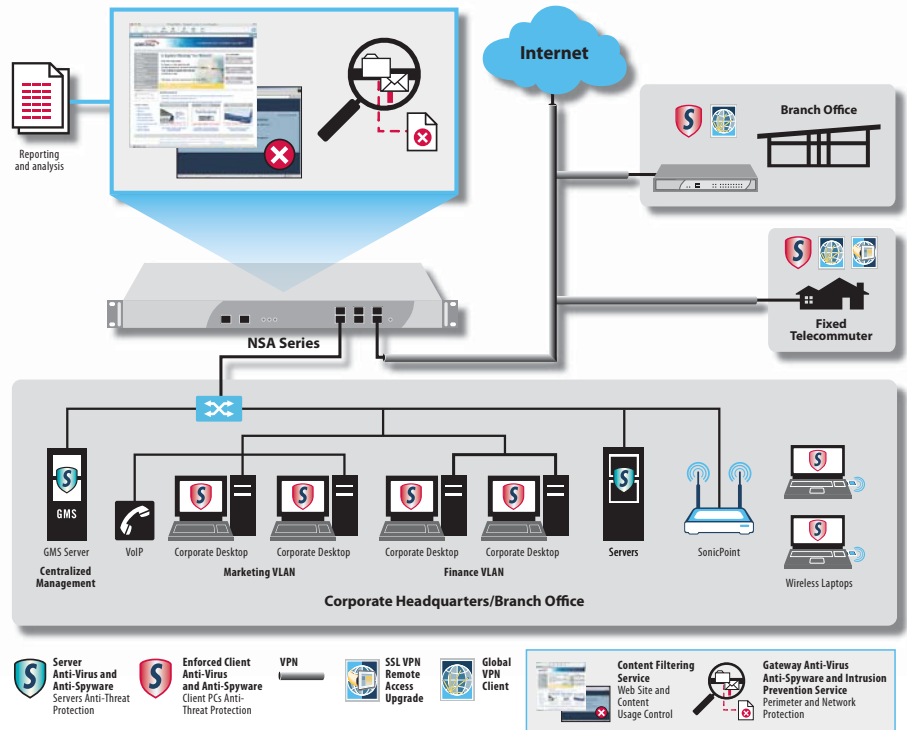 Internet
Branch Office
Reporting
and analysis
NSA Series
Fixed
Telecommuter
S
S
S
GMS
S
S
S
S
S
S
S
GMS Server
Centralized
Management
VoIP
Corporate Desktop
Corporate Desktop
Marketing VLAN
Corporate Desktop
Corporate Desktop
Finance VLAN
Servers
SonicPoint
Wireless Laptops
Corporate Headquarters/Branch Office
S
Server
Anti-Virus and
Anti-Spyware
Servers Anti-Threat
Protection
S
Enforced Client
Anti-Virus
and Anti-Spyware
Client PCs Anti-
Threat Protection
VPN
SSL VPN
Remote
Access
Upgrade
Global
VPN
Client
Content Filtering
Service
Web Site and
Content
Usage Control
Gateway Anti-Virus
Anti-Spyware and Intrusion
Prevention Service
Perimeter and Network
Protection